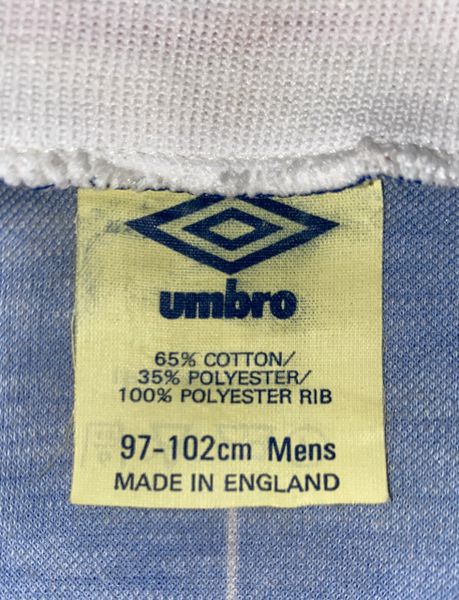 umbro
65% COTTON/
35% POLYESTER/
100% POLYESTER RIB
97-102cm Mens
MADE IN ENGLAND